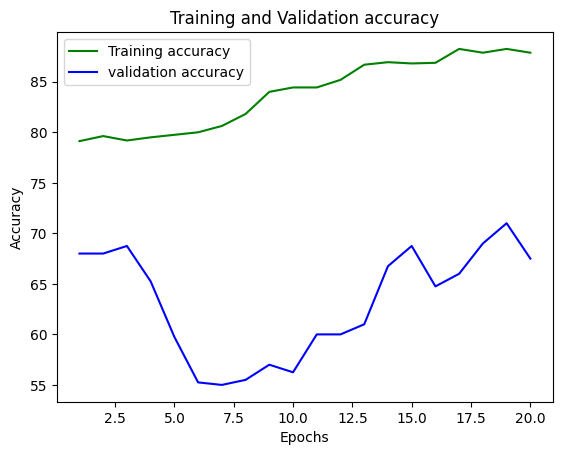 Training and Validation accuracy
Training accuracy
validation accuracy
85
80
75
70
65
60
55
Accuracy
2.5 5.0 7.5 10.0 12.5 15.0 17.5 20.0
Epochs